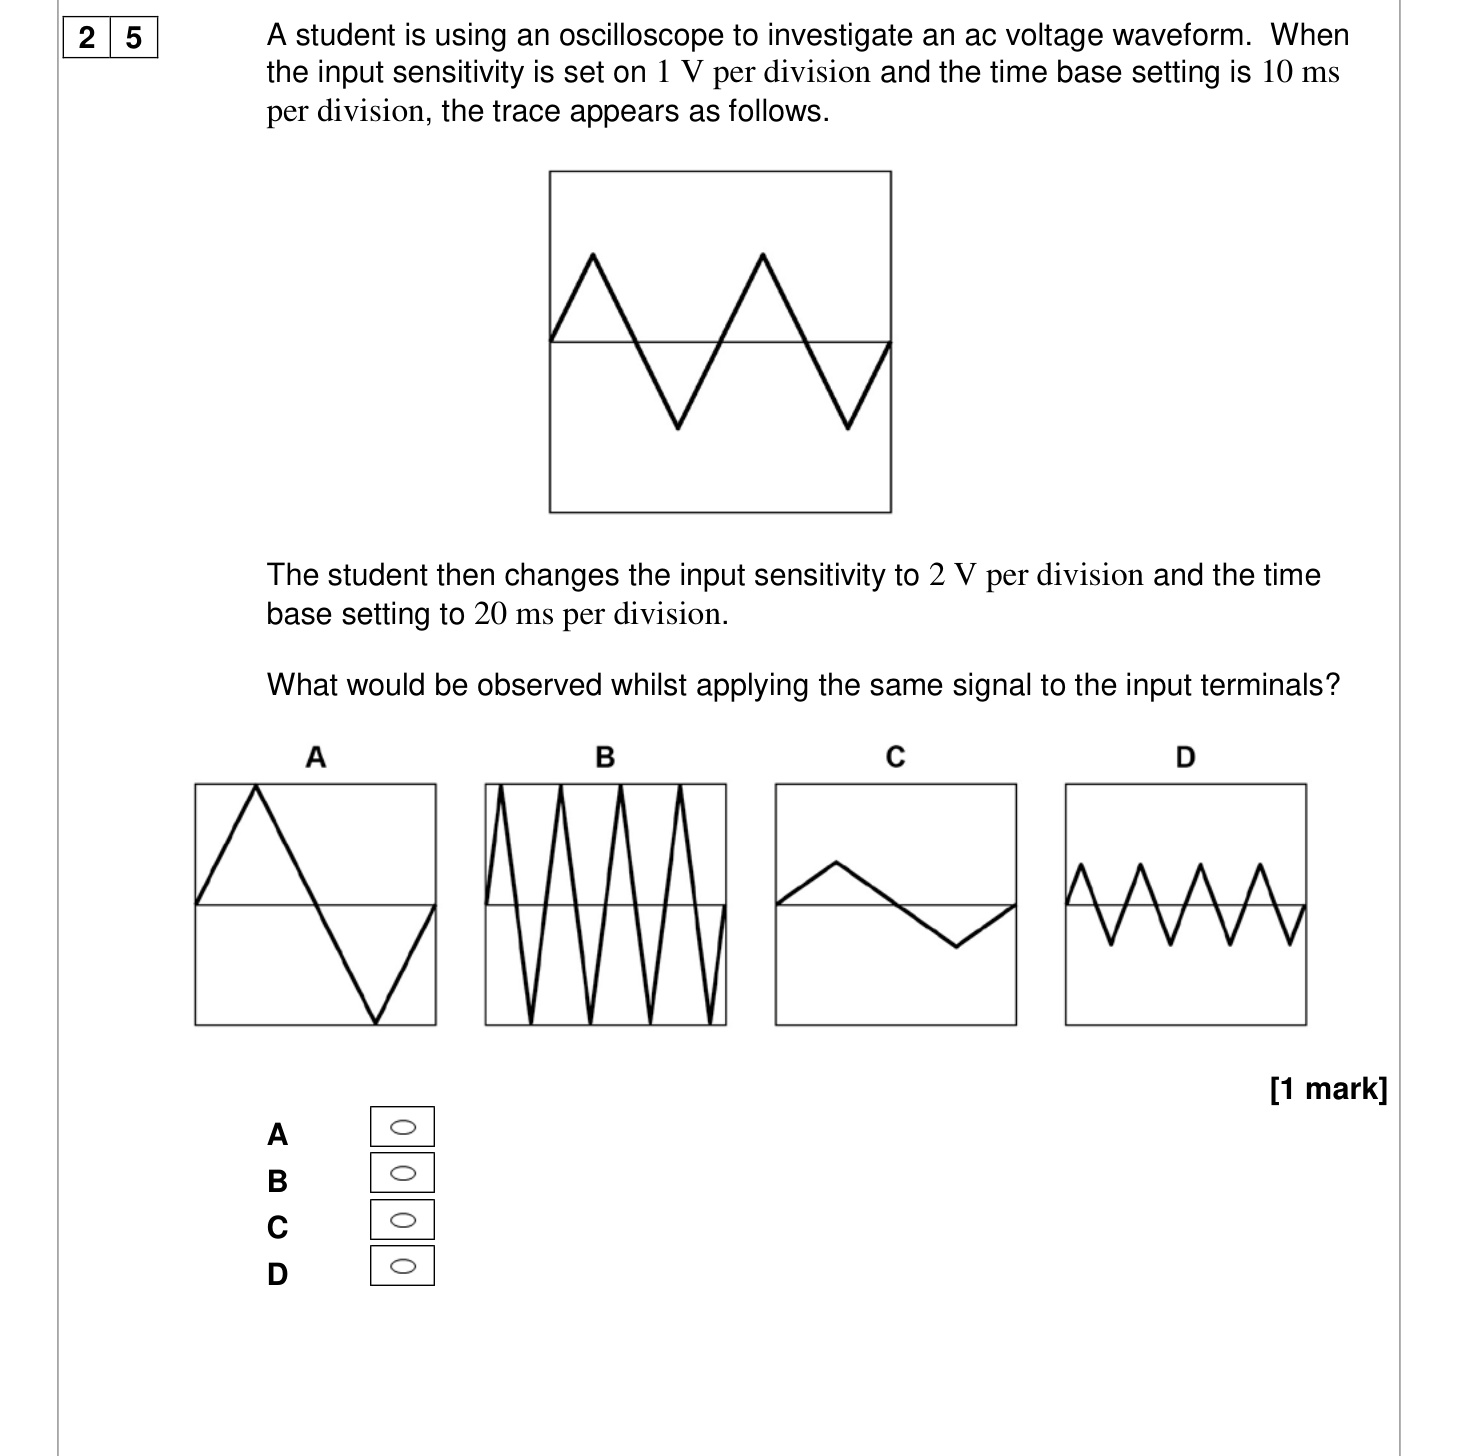 2 5
A student is using an oscilloscope to investigate an ac voltage waveform. When
the input sensitivity is set on 1 V per division and the time base setting is 10 ms
per division, the trace appears as follows.
The student then changes the input sensitivity to 2 V per division and the time
base setting to 20 ms per division.
What would be observed whilst applying the same signal to the input terminals?
A B C D
[1 mark]
A
B
C
D